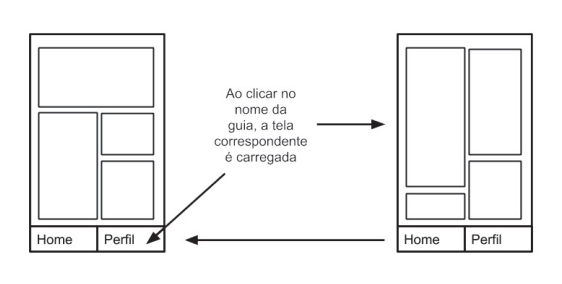 Ao clicar no
nome da
guia, a tela
correspondente
é carregada
Home Perfil
Home Perfil